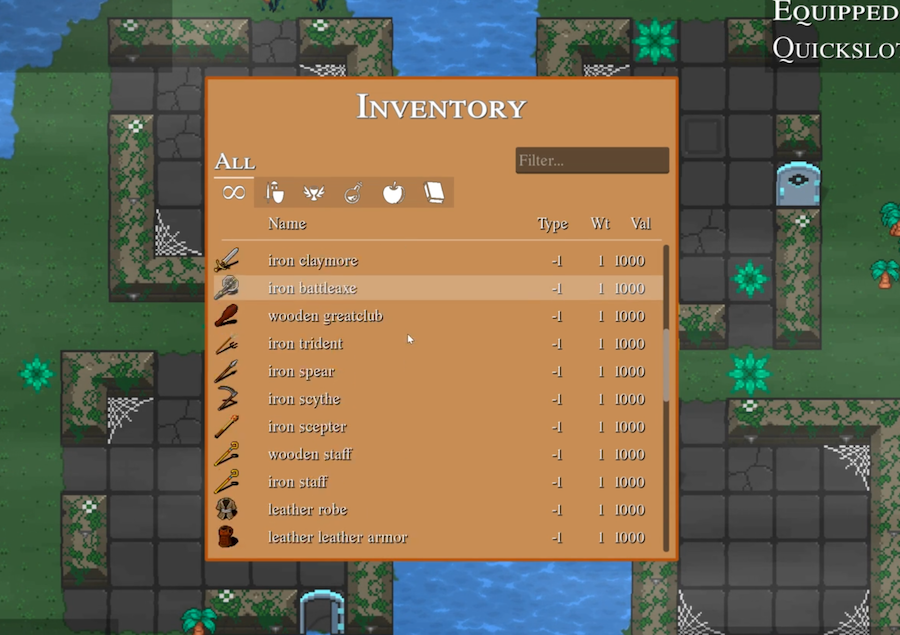 Equipped
Quickslot
Inventory
All
Filter...
Name Type Wt Val
iron claymore -1 1 1000
iron battleaxe -1 1 1000
wooden greatclub -1 1 1000
iron trident -1 1 1000
iron spear -1 1 1000
iron scythe -1 1 1000
iron scepter -1 1 1000
wooden staff -1 1 1000
iron staff -1 1 1000
leather robe -1 1 1000
leather leather armor -1 1 1000